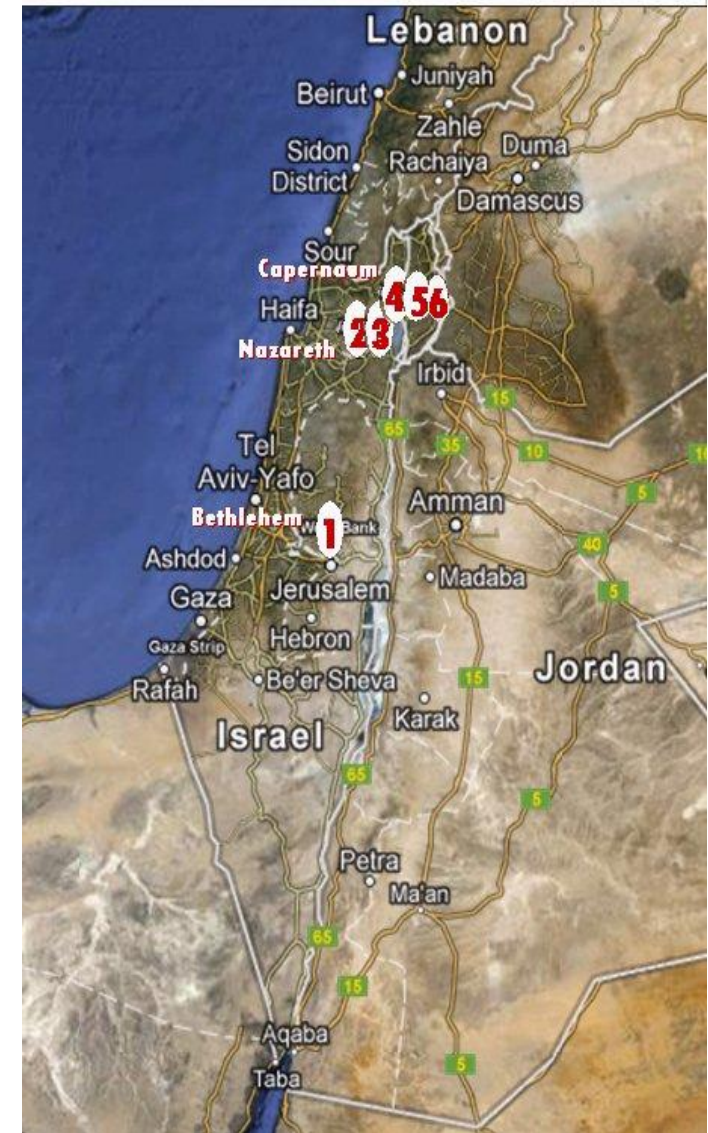 Lebanon
Juniyah
Beirut
Zahle
Sidon
District
Rachaiya
Duma
Damascus
Sour
Capernaum
4
5
6
Haifa
2
3
Nazareth
Irbid
15
65
35
10
Tel
Aviv-Yafo
5
Bethlehem
1
Bank
Amman
40
Ashdod
Jerusalem
Madaba
5
Gaza
Hebron
Gaza Strip
Rafah
Be'er Sheva
15
Jordan
Karak
Israel
65
5
Petra
Ma'an
65
15
Aqaba
5
Taba